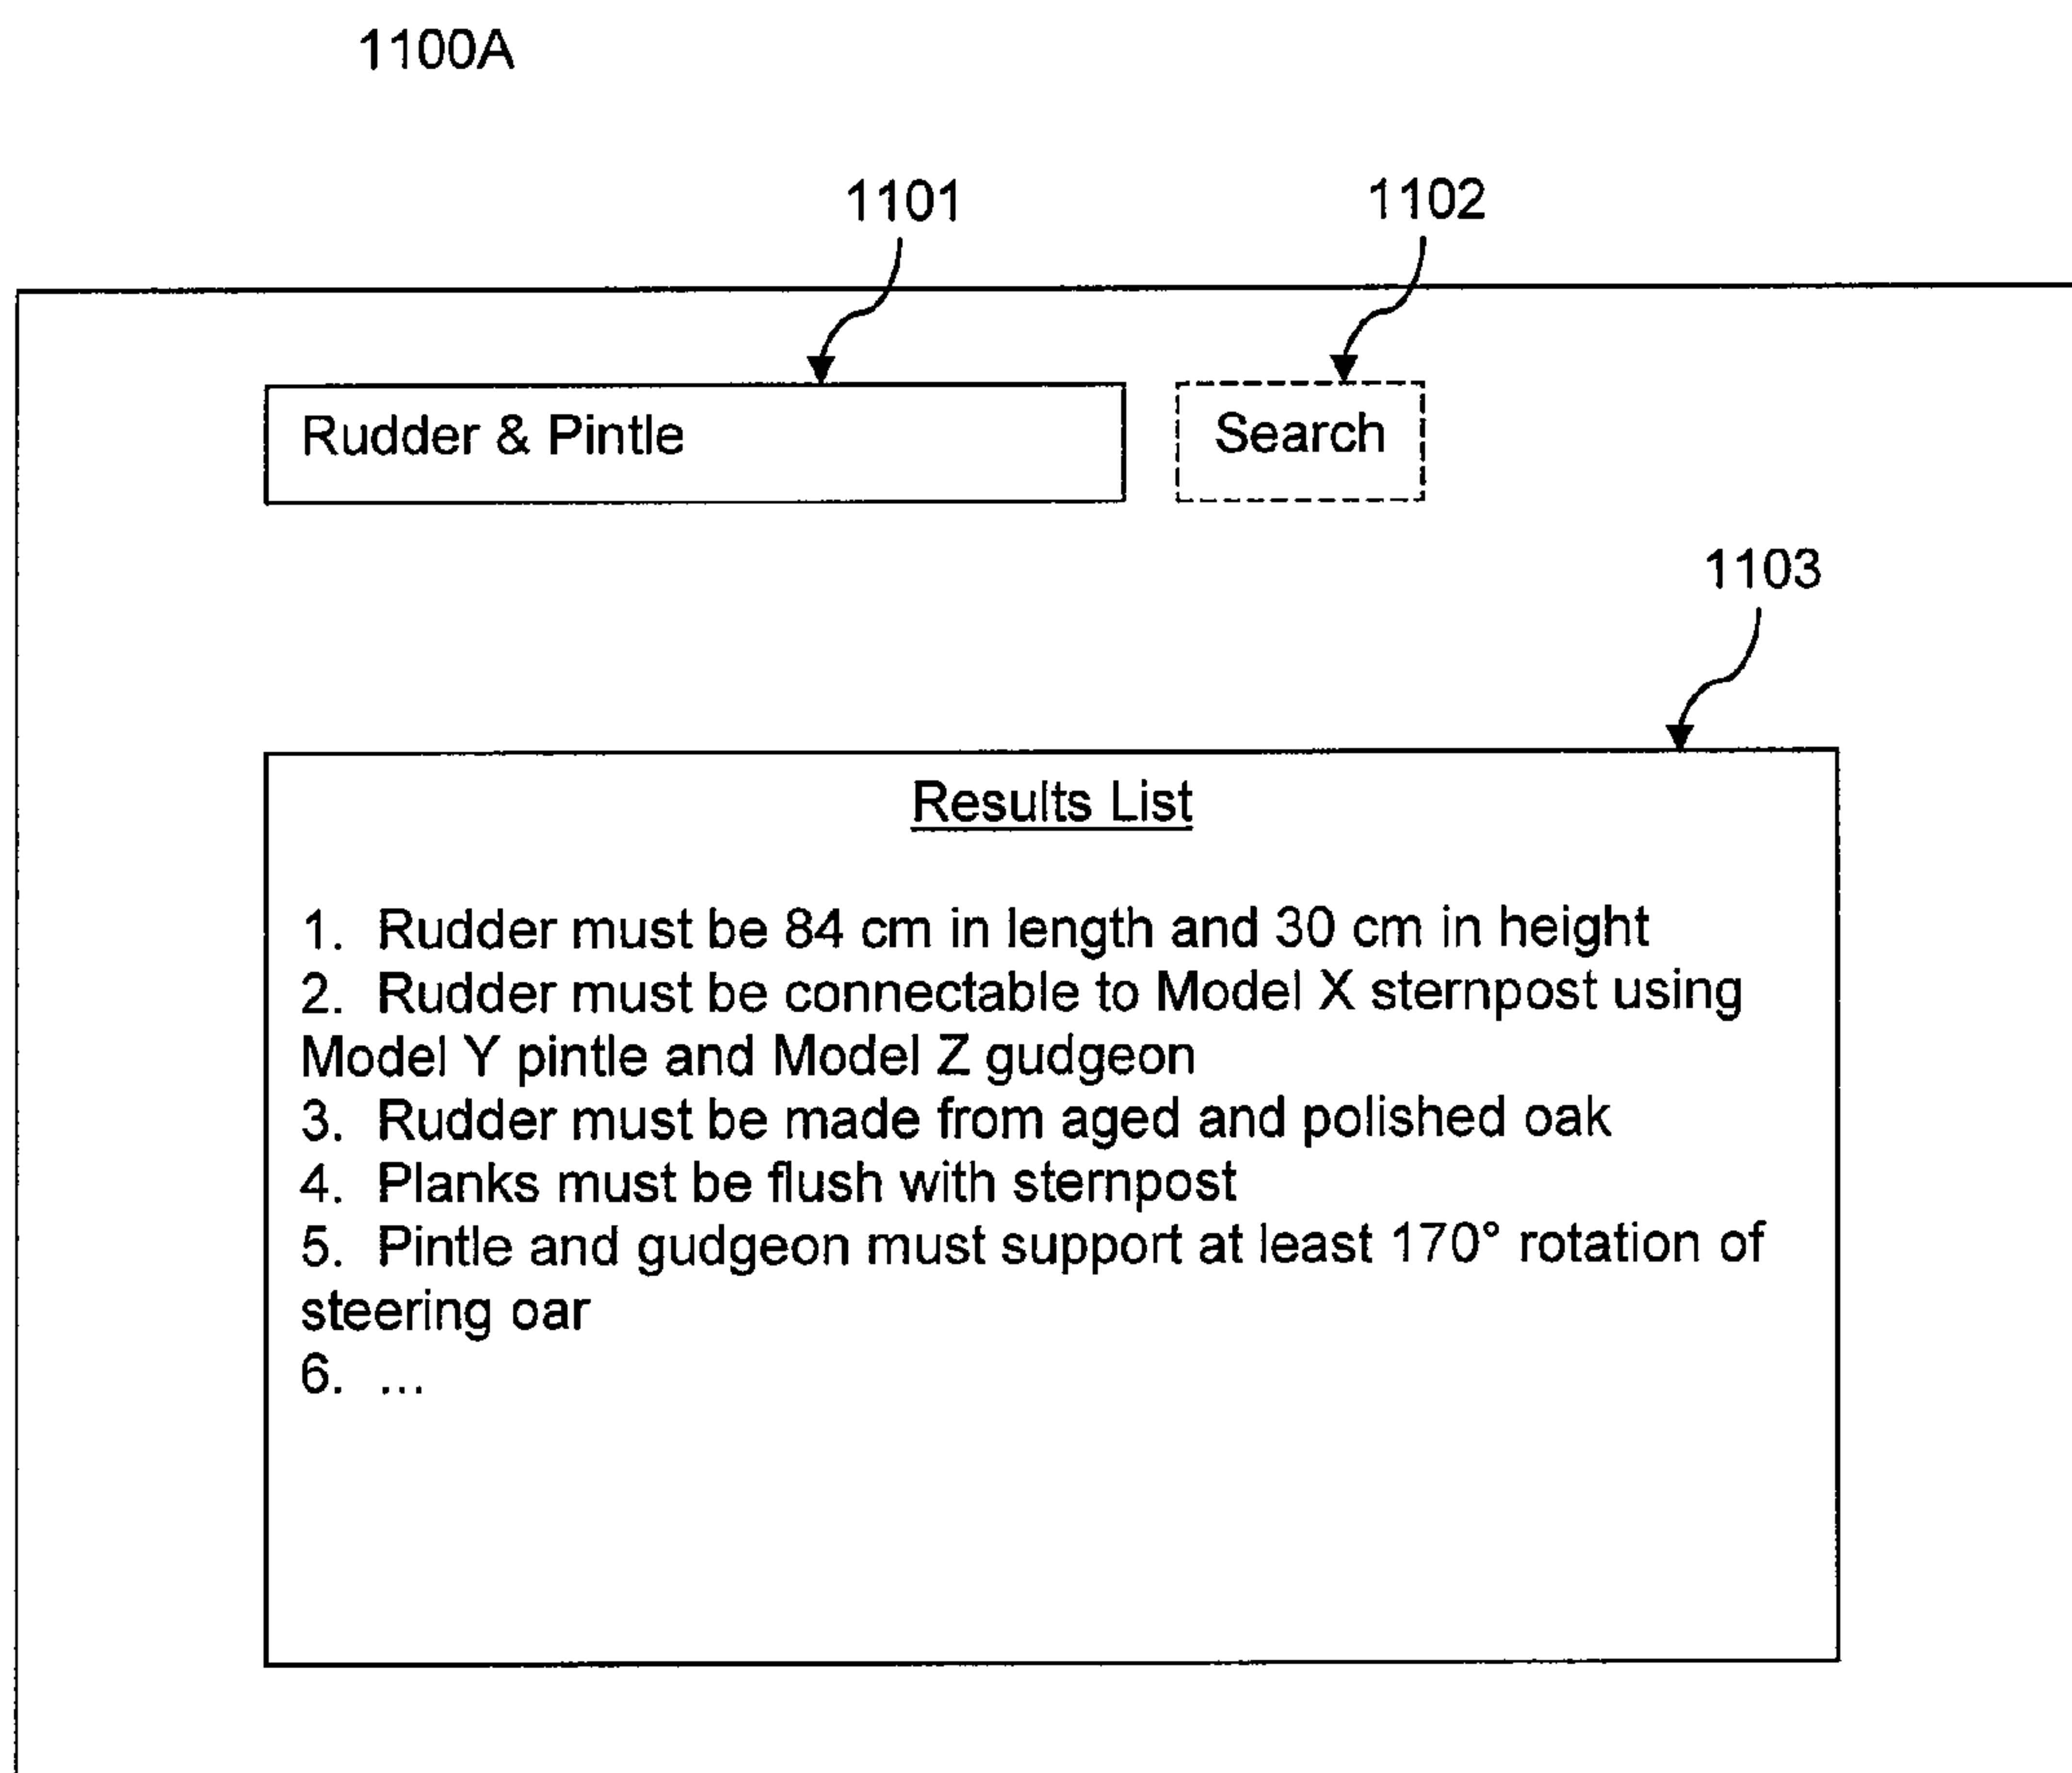 1100A
1101
1102
Rudder & Pintle
Search
1103
Results List
1. Rudder must be 84 cm in length and 30 cm in height
2. Rudder must be connectable to Model X sternpost using
Model Y pintle and Model Z gudgeon
3. Rudder must be made from aged and polished oak
4. Planks must be flush with sternpost
5. Pintle and gudgeon must support at least 170° rotation of
steering oar
6. ...